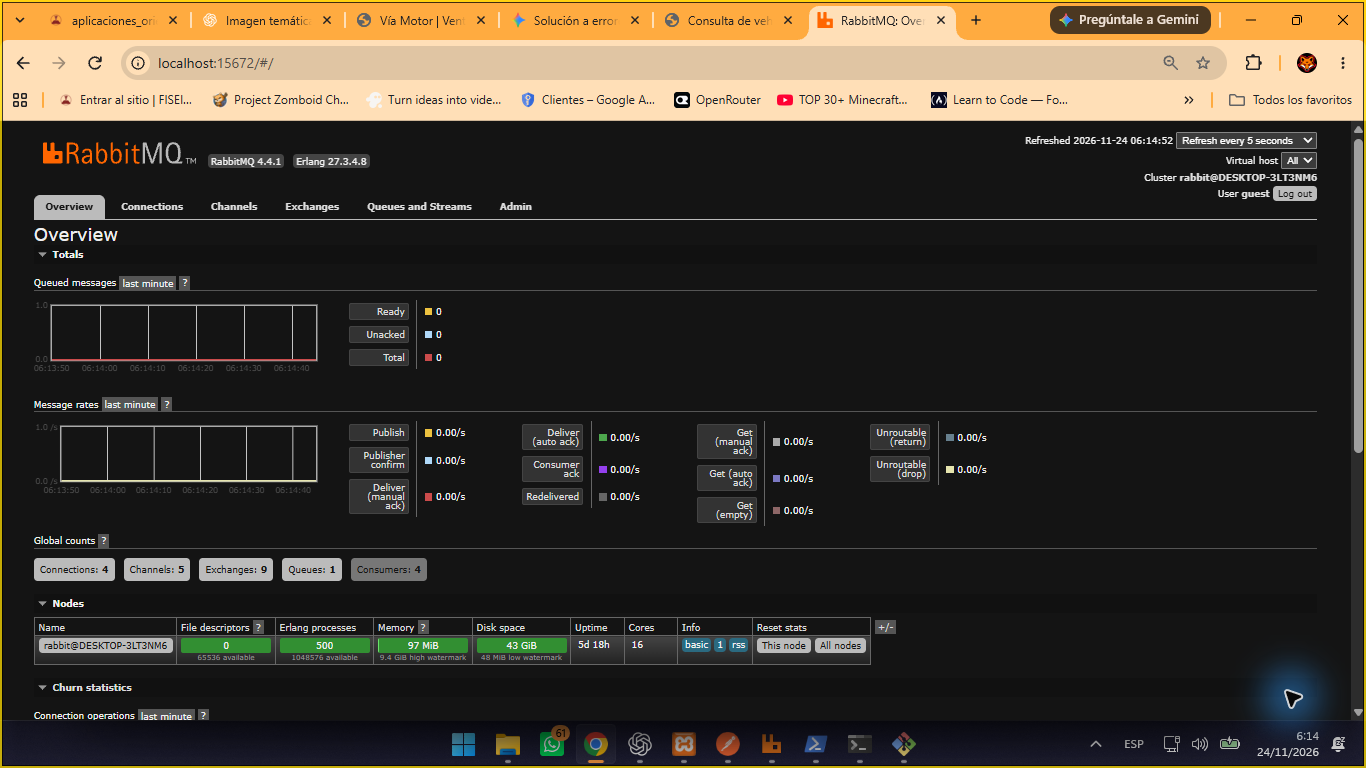 aplicaciones_ori
Imagen temátic
Vía Motor | Vent
Solución a error
Consulta de veh
RabbitMQ: Over
Pregúntale a Gemini
localhost:15672/#/
Entrar al sitio | FISEI...
Project Zomboid Ch...
Turn ideas into vide...
Clientes – Google A...
OpenRouter
TOP 30+ Minecraft...
Learn to Code — Fo...
Todos los favoritos
RabbitMQ TM
RabbitMQ 4.4.1
Erlang 27.3.4.8
Refreshed 2026-11-24 06:14:52 Refresh every 5 seconds
Virtual host All
Cluster rabbit@DESKTOP-3LT3NM6
User guest Log out
Overview Connections Channels Exchanges Queues and Streams Admin
Overview
Totals
Queued messages last minute ?
1.0
0.0
06:13:50 06:14:00 06:14:10 06:14:20 06:14:30 06:14:40
Ready 0
Unacked 0
Total 0
Message rates last minute ?
1.0 /s
0.0 /s
06:13:50 06:14:00 06:14:10 06:14:20 06:14:30 06:14:40
Publish 0.00/s
Publisher confirm 0.00/s
Deliver (manual ack) 0.00/s
Deliver (auto ack) 0.00/s
Consumer ack 0.00/s
Redelivered 0.00/s
Get (manual ack) 0.00/s
Get (auto ack) 0.00/s
Get (empty) 0.00/s
Unroutable (return) 0.00/s
Unroutable (drop) 0.00/s
Global counts ?
Connections: 4 Channels: 5 Exchanges: 9 Queues: 1 Consumers: 4
Nodes
Name File descriptors ? Erlang processes Memory ? Disk space Uptime Cores Info Reset stats +/-
rabbit@DESKTOP-3LT3NM6 0 500 97 MiB 43 GiB 5d 18h 16 basic 1 rss This node All nodes
65536 available 1048576 available 9.4 GiB high watermark 48 MiB low watermark
Churn statistics
Connection operations last minute ?
61
ESP
6:14
24/11/2026